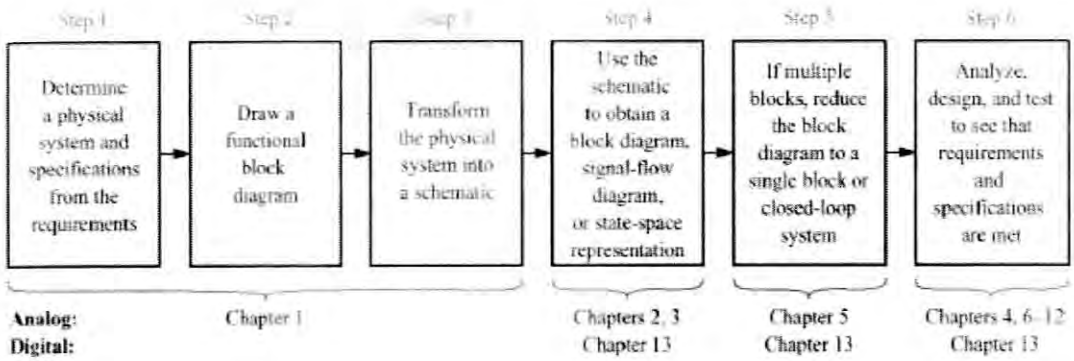 Step 1
Step 2
Step 3
Step 4
Step 5
Step 6
Determine
a physical
system and
specifications
from the
requirements
Draw a
functional
block
diagram
Transform
the physical
system into
a schematic
Use the
schematic
to obtain a
block diagram,
signal-flow
diagram,
or state-space
representation
If multiple
blocks, reduce
the block
diagram to a
single block or
closed-loop
system
Analyze,
design, and test
to see that
requirements
and
specifications
are met
Analog:
Chapter 1
Chapters 2, 3
Chapter 5
Chapters 4, 6–12
Digital:
Chapter 13
Chapter 13
Chapter 13